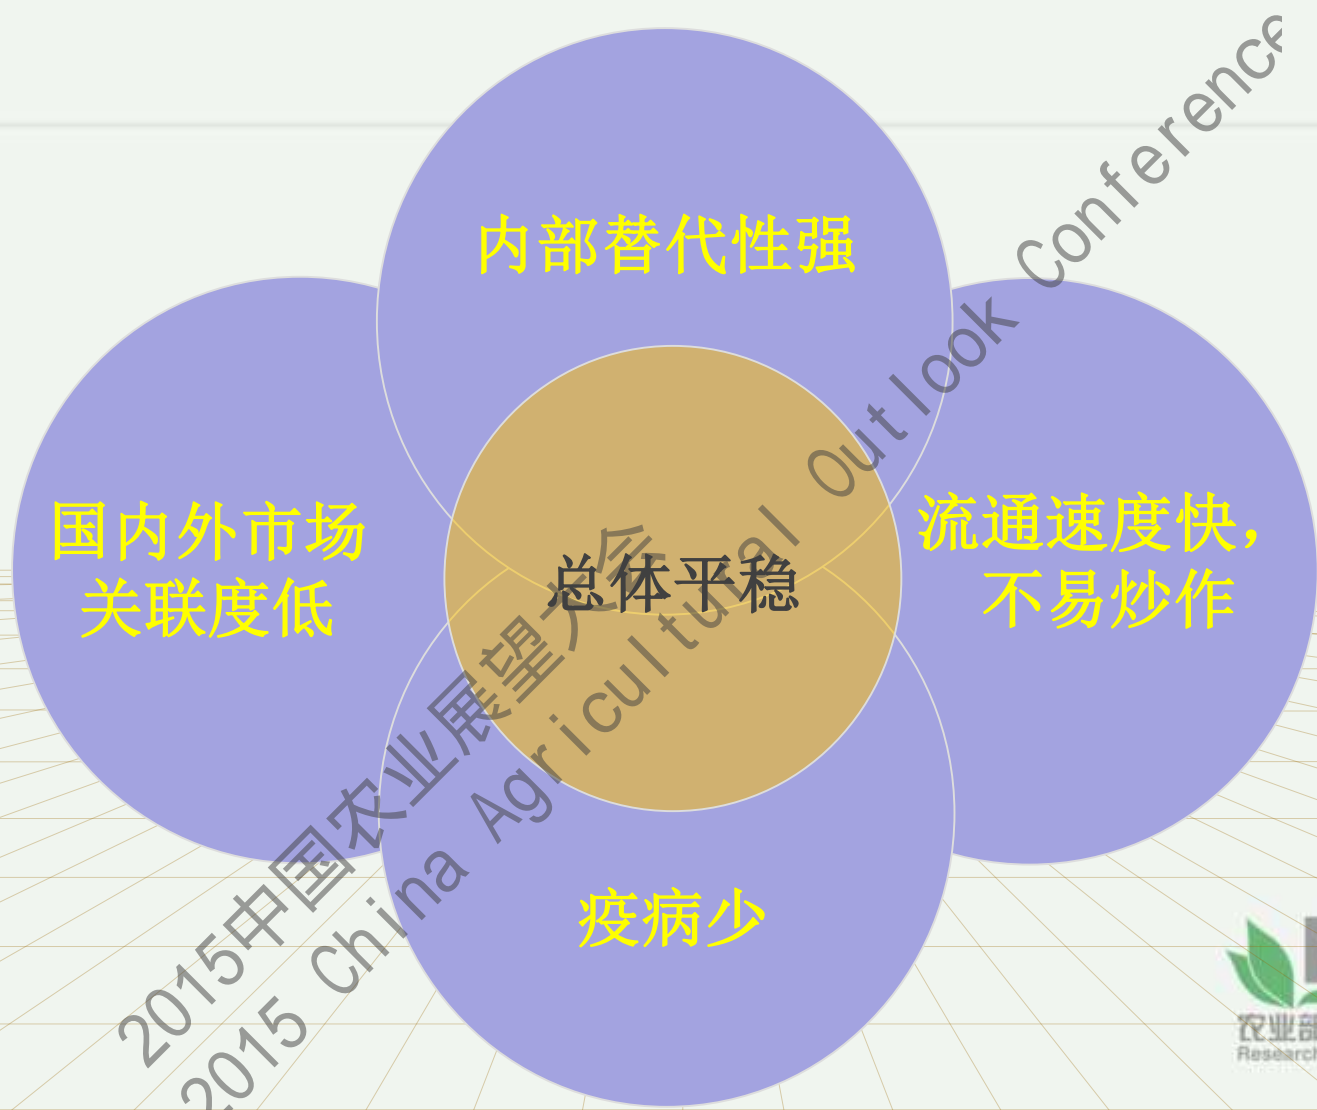 内部替代性强
国内外市场
关联度低
总体平稳
流通速度快，
不易炒作
疫病少
2015中国农业展望大会
2015 China Agricultural Outlook Conference
农业部
Research